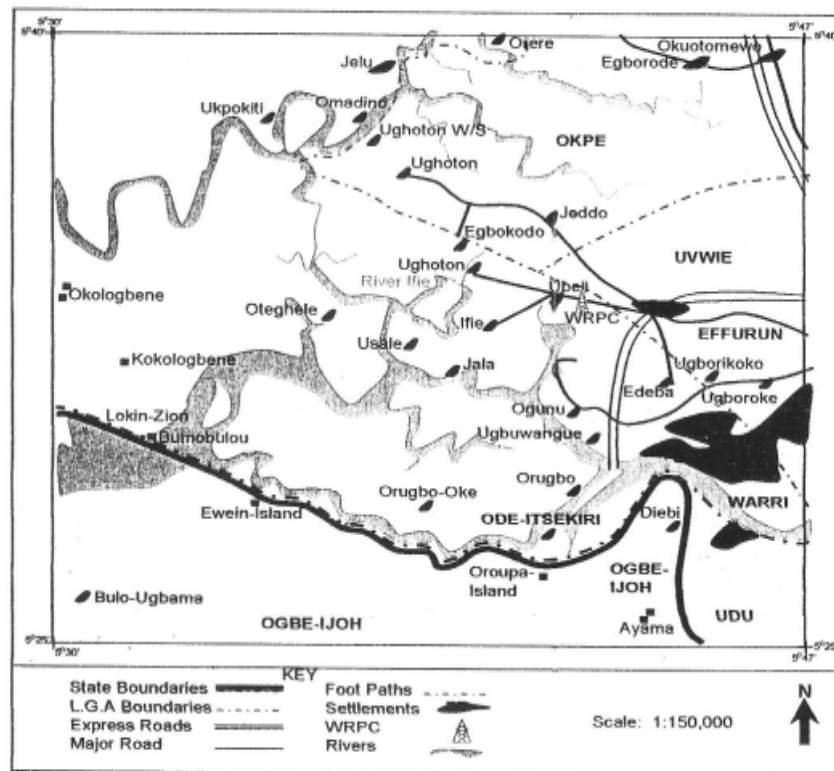 5°30'
5°47'
5°40'
5°40'
Jelu
Okuotomewo
Egborode
Ukpokiti
Omadino
Ughoton W/S
OKPE
Ughoton
Jeddo
Egbokodo
UVWIE
Ughoton
River Ifie
Ubeji
Okologbene
WRPC
Oteghele
Ifie
EFFURUN
Usale
Kokologbene
Jala
Ugborikoko
Edeba
Ugboroke
Lokin-Zion
Ogunu
Bumobulou
Ugbuwangue
Orugbo
Orugbo-Oke
WARRI
Ewein-Island
ODE-ITSEKIRI
Diebi
Oroupa-
Island
OGBE-
IJOH
Bulo-Ugbama
UDU
OGBE-IJOH
Ayama
5°25'
5°25'
5°30'
5°47'
KEY
State Boundaries
L.G.A Boundaries
Express Roads
Major Road
Foot Paths
Settlements
WRPC
Rivers
Scale: 1:150,000
N